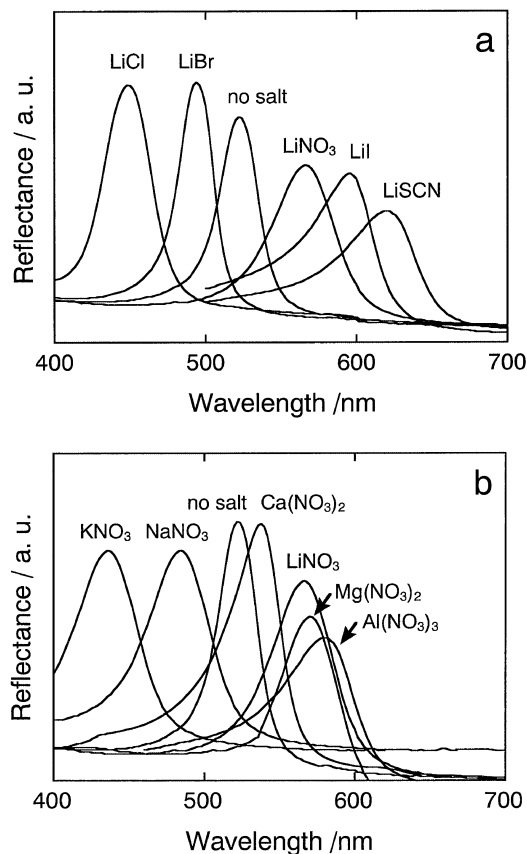 a
LiCl LiBr
no salt
LiNO₃ LiI
LiSCN
Reflectance / a. u.
400 500 600 700
Wavelength /nm
b
no salt Ca(NO₃)₂
KNO₃ NaNO₃
LiNO₃
Mg(NO₃)₂
Al(NO₃)₃
Reflectance / a. u.
400 500 600 700
Wavelength /nm